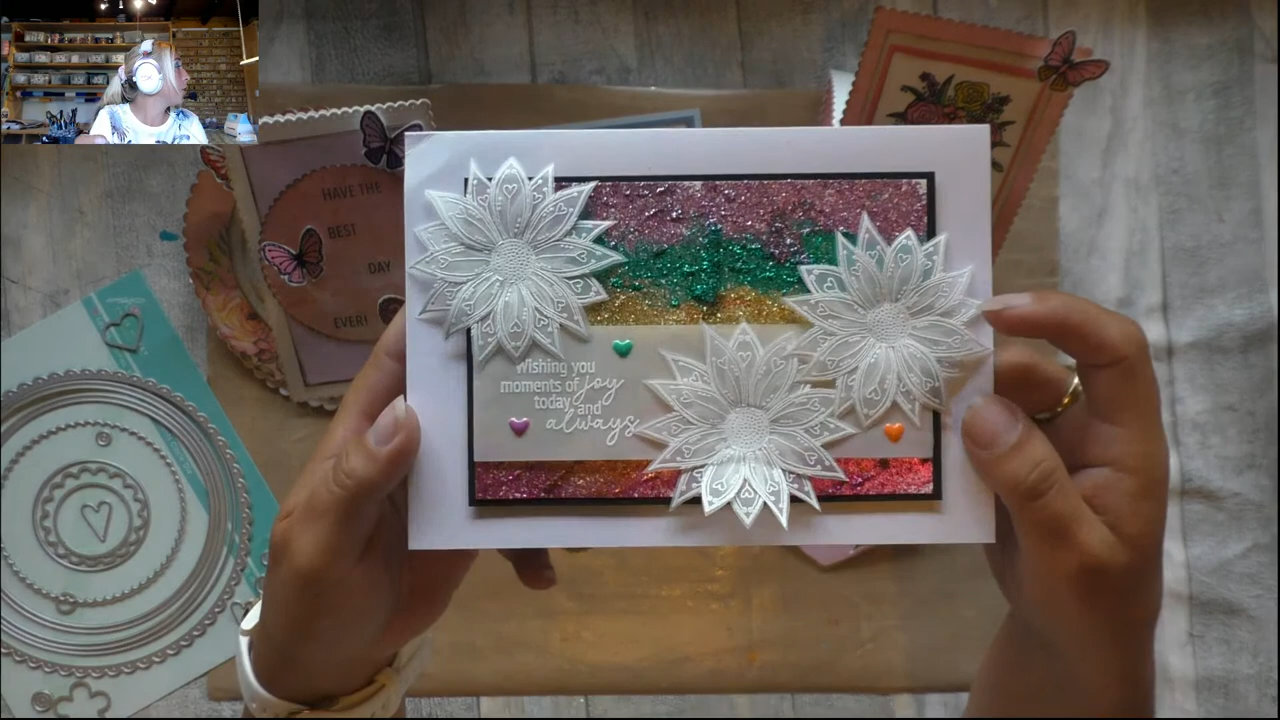 HAVE THE
BEST
DAY
EVER!
Wishing you
moments of joy
today and
always